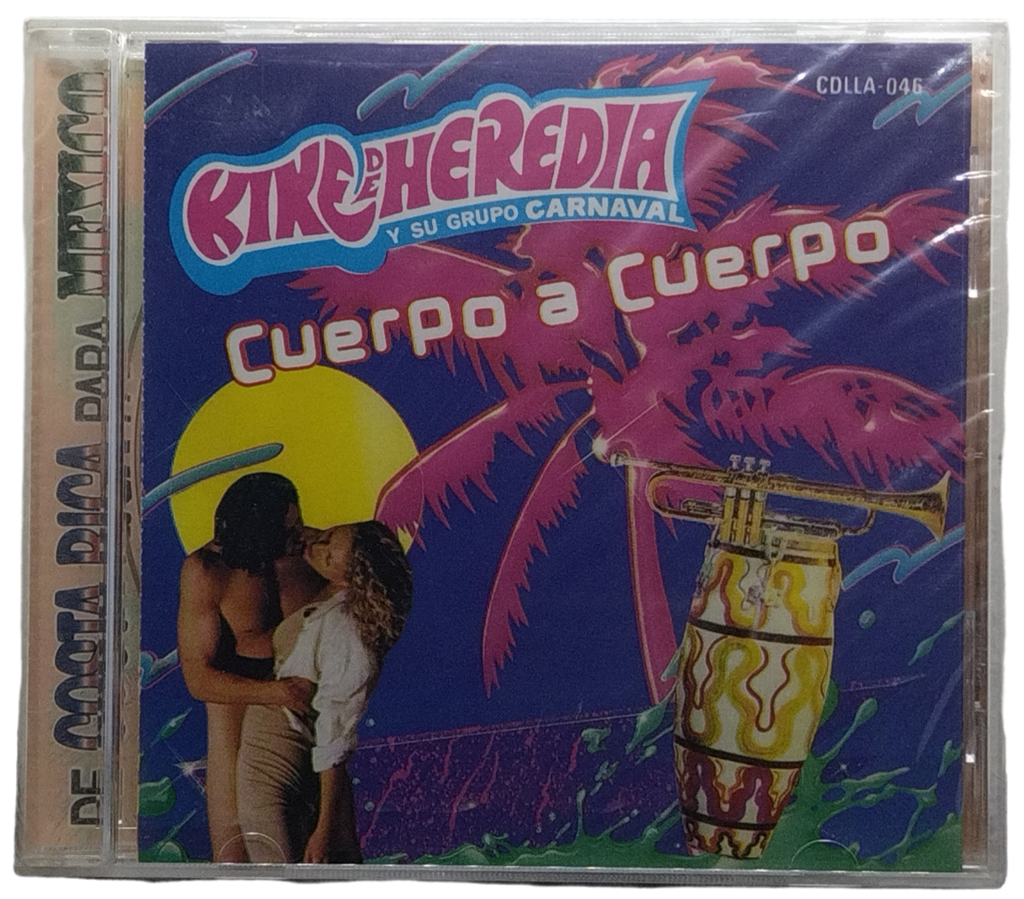 CDLLA-046
KIKE DE HEREDIA
Y SU GRUPO CARNAVAL
Cuerpo a Cuerpo
DE COSTA RICA PARA MEXICO